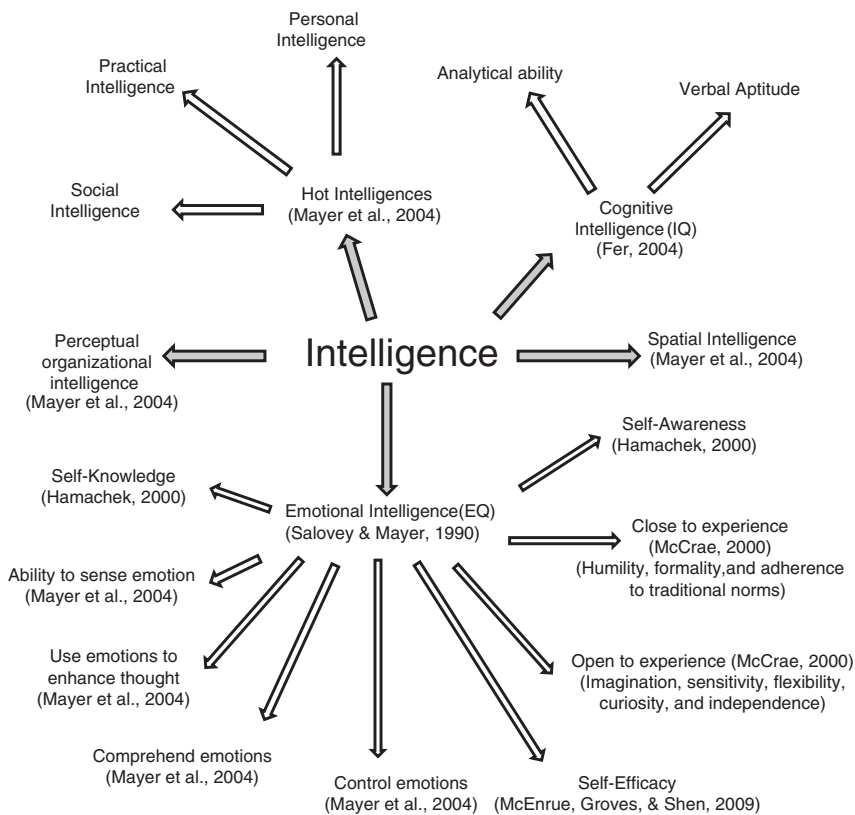 Personal
Intelligence
Practical
Intelligence
Analytical ability
Verbal Aptitude
Social
Intelligence
Hot Intelligences
(Mayer et al., 2004)
Cognitive
Intelligence(IQ)
(Fer, 2004)
Perceptual
organizational
intelligence
(Mayer et al., 2004)
Intelligence
Spatial Intelligence
(Mayer et al., 2004)
Self-Awareness
(Hamachek, 2000)
Self-Knowledge
(Hamachek, 2000)
Emotional Intelligence(EQ)
(Salovey & Mayer, 1990)
Close to experience
(McCrae, 2000)
(Humility, formality,and adherence
to traditional norms)
Ability to sense emotion
(Mayer et al., 2004)
Use emotions to
enhance thought
(Mayer et al., 2004)
Open to experience (McCrae, 2000)
(Imagination, sensitivity, flexibility,
curiosity, and independence)
Comprehend emotions
(Mayer et al., 2004)
Control emotions
(Mayer et al., 2004)
Self-Efficacy
(McEnrue, Groves, & Shen, 2009)